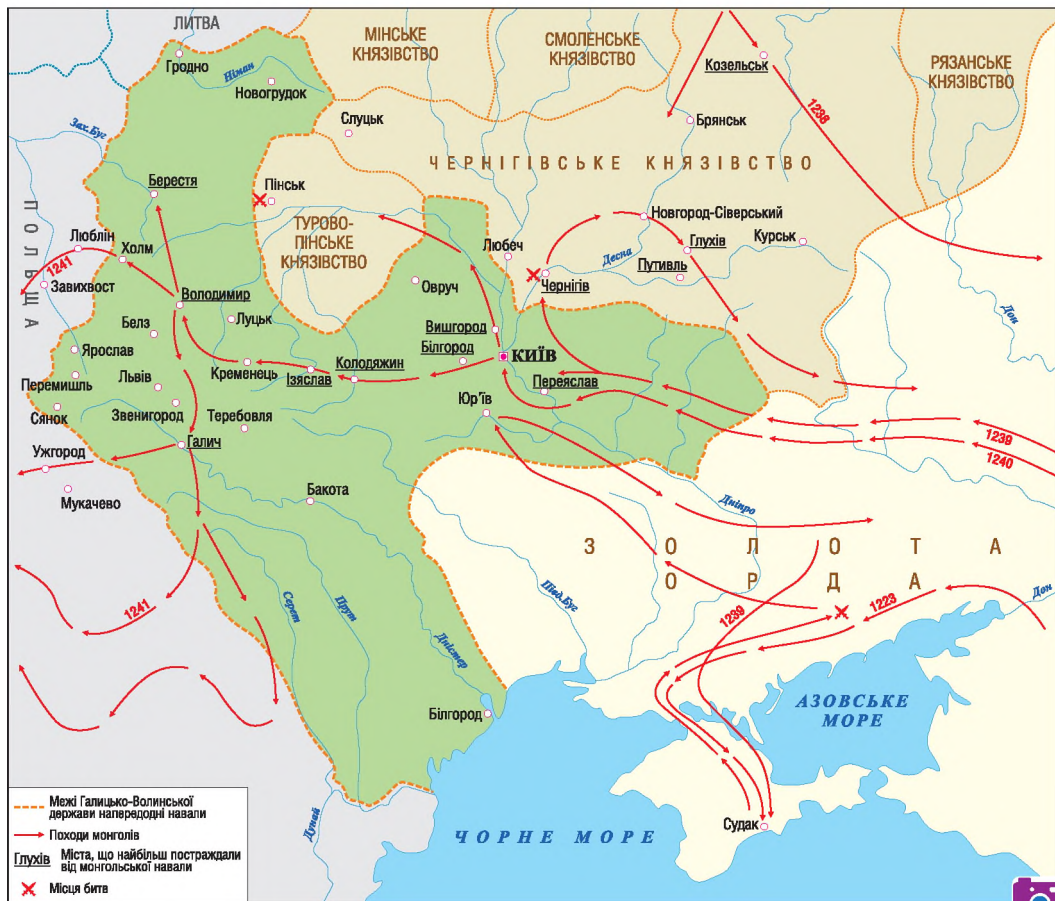 ЛИТВА
МІНСЬКЕ
КНЯЗІВСТВО
СМОЛЕНСЬКЕ
КНЯЗІВСТВО
РЯЗАНСЬКЕ
КНЯЗІВСТВО
Гродно
Німан
Новогрудок
Козельськ
1238
Слуцьк
Брянськ
Зах.Буг
ЧЕРНІГІВСЬКЕ КНЯЗІВСТВО
Берестя
Пінськ
ПОЛЬЩА
ТУРОВО-
ПІНСЬКЕ
КНЯЗІВСТВО
Новгород-Сіверський
Люблін
Холм
1241
Любеч
Десна
Глухів
Курськ
Завихвост
Овруч
Чернігів
Путивль
Дон
Володимир
Белз
Луцьк
Вишгород
Білгород
КИЇВ
Ярослав
Кременець
Ізяслав
Колодяжин
Перемишль
Львів
Переяслав
Сянок
Звенигород
Теребовля
Юр'їв
Галич
1239
1240
Ужгород
Мукачево
Бакота
Дніпро
ЗОЛОТА
ОРДА
1241
Серет
Прут
Півд.Буг
1239
1223
Дон
Дністер
Білгород
АЗОВСЬКЕ
МОРЕ
Дунай
ЧОРНЕ МОРЕ
Судак
Межі Галицько-Волинської
держави напередодні навали
Походи монголів
Глухів Міста, що найбільш постраждали
від монгольської навали
Місця битв